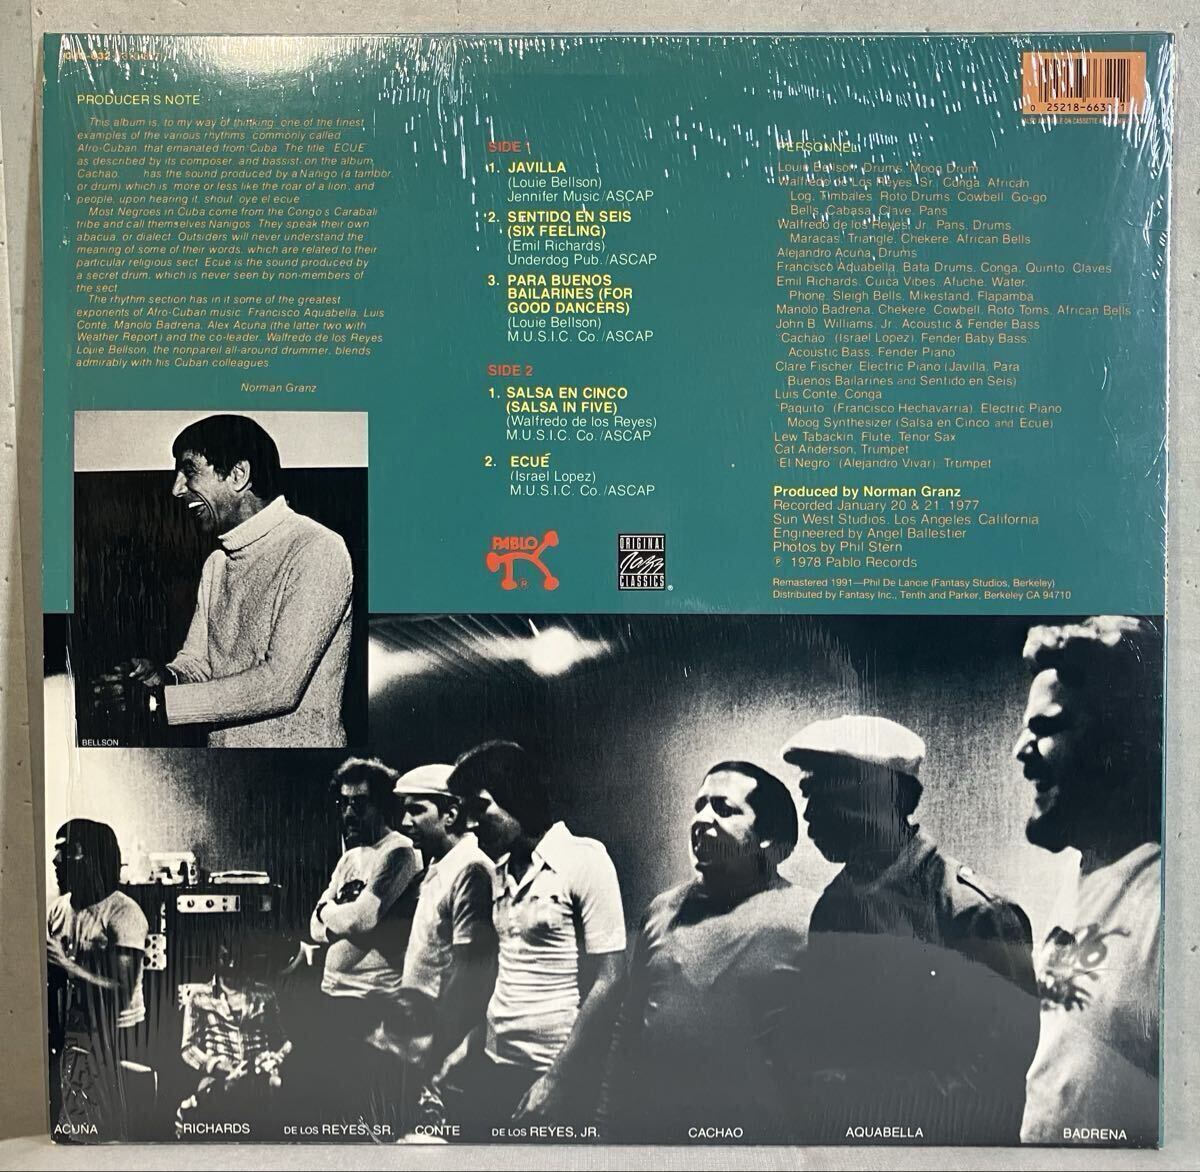 PRODUCER'S NOTE
This album is, to my way of thinking, one of the finest
examples of the various rhythms, commonly called
Afro-Cuban, that emanated from Cuba. The title "ECUE"
as described by its composer, and bassist on the album,
Cachao, ". . . has the sound produced by a Nanigo (a tambor,
or drum) which is more or less like the roar of a lion, and
people, upon hearing it, shout, oye el ecue
Most Negroes in Cuba come from the Congo's Carabali
tribe and call themselves Nanigos. They speak their own
abacua, or dialect. Outsiders will never understand the
meaning of some of their words, which are related to their
particular religious sect. Ecue is the sound produced by
a secret drum, which is never seen by non-members of
the sect.
The rhythm section has in it some of the greatest
exponents of Afro-Cuban music: Francisco Aquabella, Luis
Conte, Manolo Badrena, Alex Acuna (the latter two with
Weather Report) and the co-leader, Walfredo de los Reyes
Louie Bellson, the nonpareil all-around drummer, blends
admirably with his Cuban colleagues.
Norman Granz
BELLSON
SIDE 1
1. JAVILLA
(Louie Bellson)
Jennifer Music/ASCAP
2. SENTIDO EN SEIS
(SIX FEELING)
(Emil Richards)
Underdog Pub./ASCAP
3. PARA BUENOS
BAILARINES (FOR
GOOD DANCERS)
(Louie Bellson)
M.U.S.I.C. Co./ASCAP
SIDE 2
1. SALSA EN CINCO
(SALSA IN FIVE)
(Walfredo de los Reyes)
M.U.S.I.C. Co./ASCAP
2. ECUÉ
(Israel Lopez)
M.U.S.I.C. Co./ASCAP
PABLO
®
ORIGINAL
Jazz
CLASSICS
®
0 25218-663
PERSONNEL
Louie Bellson, Drums, Moog Drum
Walfredo de Los Reyes, Sr. Conga, African
Log, Timbales, Roto Drums, Cowbell, Go-go
Bells, Cabasa, Clave, Pans
Walfredo de los Reyes, Jr., Pans, Drums,
Maracas, Triangle, Chekere, African Bells
Alejandro Acuña, Drums
Francisco Aquabella, Bata Drums, Conga, Quinto, Claves
Emil Richards, Cuica Vibes, Afuche, Water,
Phone, Sleigh Bells, Mikestand, Flapamba
Manolo Badrena, Chekere, Cowbell, Roto Toms, African Bells
John B. Williams, Jr., Acoustic & Fender Bass
"Cachao" (Israel Lopez), Fender Baby Bass,
Acoustic Bass, Fender Piano
Clare Fischer, Electric Piano (Javilla, Para
Buenos Bailarines and Sentido en Seis)
Luis Conte, Conga
"Paquito" (Francisco Hechavarria), Electric Piano
Moog Synthesizer (Salsa en Cinco and Ecue)
Lew Tabackin, Flute, Tenor Sax
Cat Anderson, Trumpet
"El Negro" (Alejandro Vivar), Trumpet
Produced by Norman Granz
Recorded January 20 & 21, 1977
Sun West Studios, Los Angeles, California
Engineered by Angel Ballestier
Photos by Phil Stern
℗ 1978 Pablo Records
Remastered 1991—Phil De Lancie (Fantasy Studios, Berkeley)
Distributed by Fantasy Inc., Tenth and Parker, Berkeley CA 94710
ACUÑA RICHARDS DE LOS REYES, SR. CONTE DE LOS REYES, JR. CACHAO AQUABELLA BADRENA